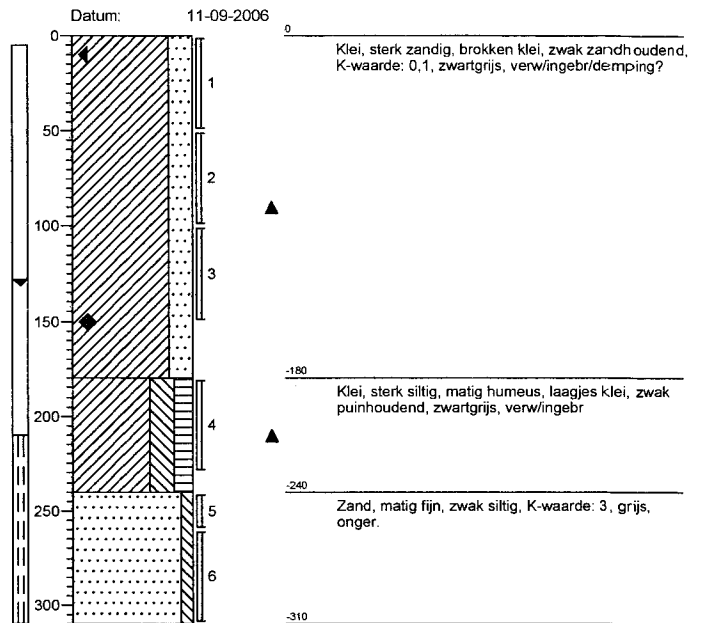 Datum: 11-09-2006
0
0
Klei, sterk zandig, brokken klei, zwak zandhoudend,
K-waarde: 0,1, zwartgrijs, verw/ingebr/demping?
1
50
2
100
3
150
-180
Klei, sterk siltig, matig humeus, laagjes klei, zwak
puinhoudend, zwartgrijs, verw/ingebr
200
4
-240
Zand, matig fijn, zwak siltig, K-waarde: 3, grijs,
onger.
250
5
6
300
-310